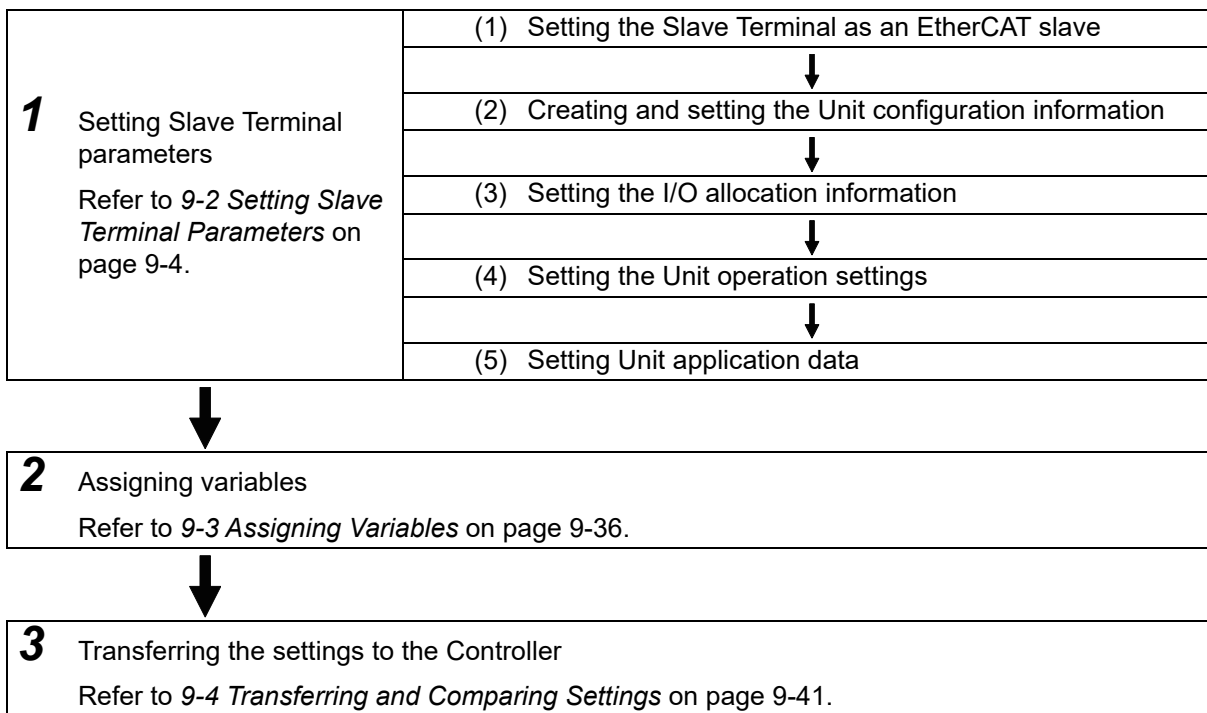 1 Setting Slave Terminal
parameters
Refer to 9-2 Setting Slave
Terminal Parameters on
page 9-4.
(1) Setting the Slave Terminal as an EtherCAT slave
(2) Creating and setting the Unit configuration information
(3) Setting the I/O allocation information
(4) Setting the Unit operation settings
(5) Setting Unit application data
2 Assigning variables
Refer to 9-3 Assigning Variables on page 9-36.
3 Transferring the settings to the Controller
Refer to 9-4 Transferring and Comparing Settings on page 9-41.